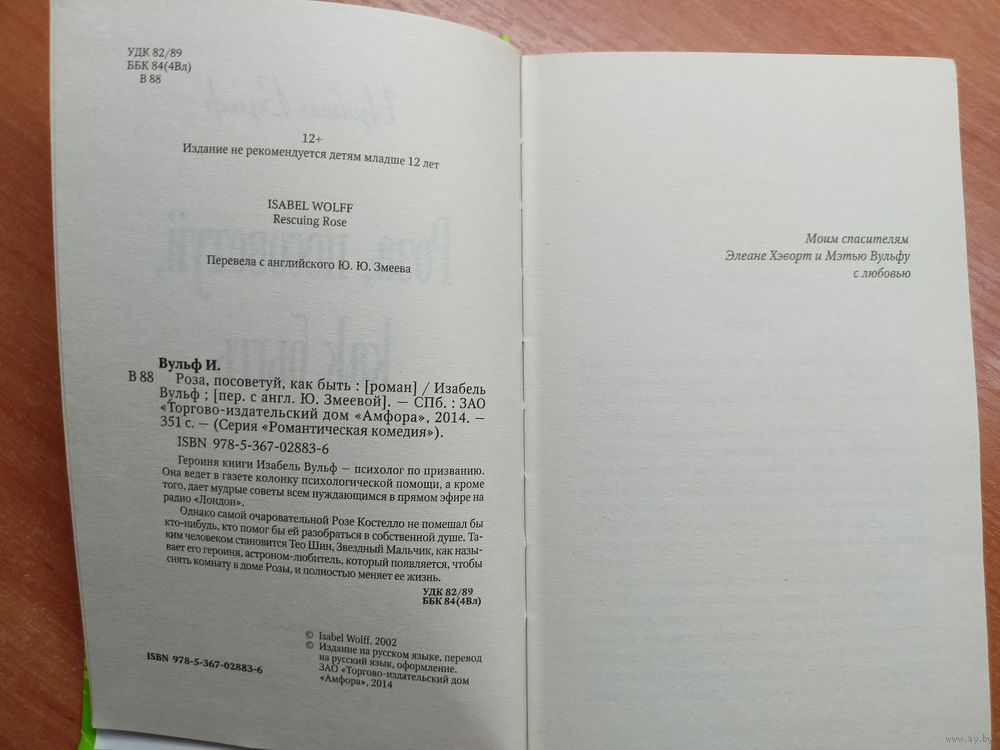 УДК 82/89
ББК 84(4Вл)
В 88
12+
Издание не рекомендуется детям младше 12 лет
ISABEL WOLFF
Rescuing Rose
Перевела с английского Ю. Ю. Змеева
Вульф И.
В 88 Роза, посоветуй, как быть : [роман] / Изабель
Вульф ; [пер. с англ. Ю. Змеевой]. — СПб. : ЗАО
«Торгово-издательский дом «Амфора», 2014. —
351 с. — (Серия «Романтическая комедия»).
ISBN 978-5-367-02883-6
Героиня книги Изабель Вульф — психолог по призванию.
Она ведет в газете колонку психологической помощи, а кроме
того, дает мудрые советы всем нуждающимся в прямом эфире на
радио «Лондон».
Однако самой очаровательной Розе Костелло не помешал бы
кто-нибудь, кто помог бы ей разобраться в собственной душе. Та-
ким человеком становится Тео Шин, Звездный Мальчик, как назы-
вает его героиня, астроном-любитель, который появляется, чтобы
снять комнату в доме Розы, и полностью меняет ее жизнь.
УДК 82/89
ББК 84(4Вл)
© Isabel Wolff, 2002
© Издание на русском языке, перевод
на русский язык, оформление.
ЗАО «Торгово-издательский дом
«Амфора», 2014
ISBN 978-5-367-02883-6
Моим спасителям
Элеане Хэворт и Мэтью Вульфу
с любовью
www.ay.by